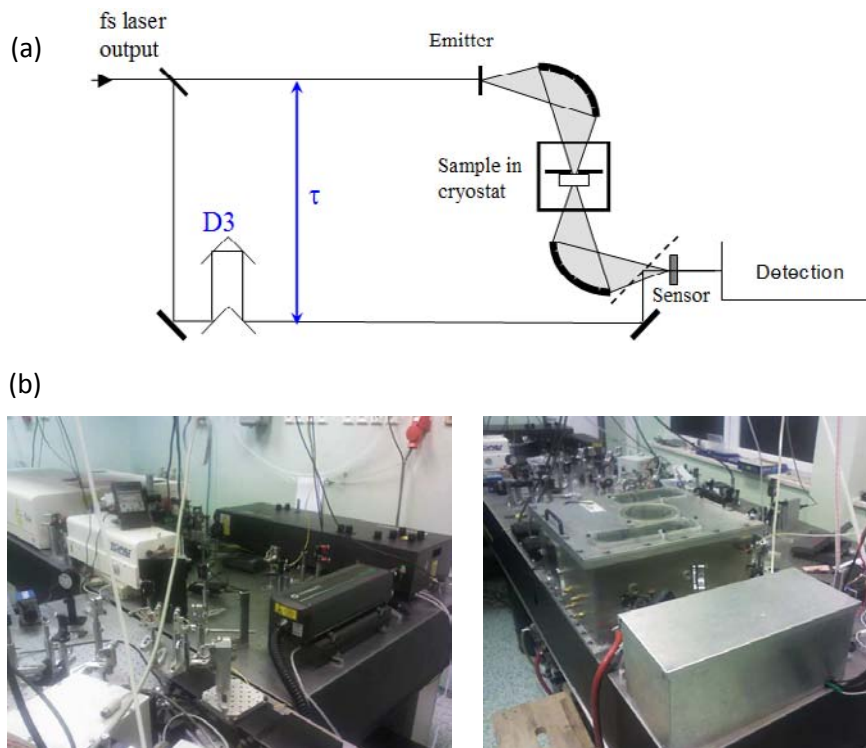 (a)
fs laser
output
Emitter
Sample in
cryostat
τ
D3
Sensor
Detection
(b)